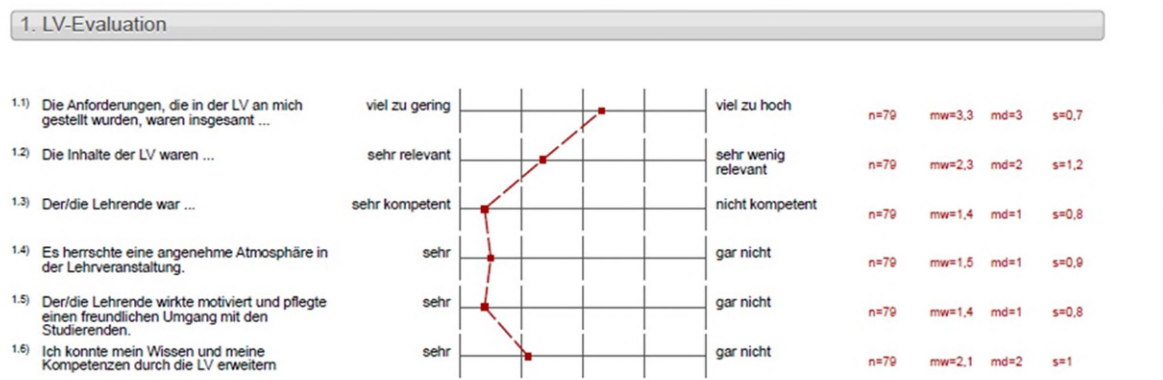 1. LV-Evaluation
1.1) Die Anforderungen, die in der LV an mich gestellt wurden, waren insgesamt ... viel zu gering viel zu hoch n=79 mw=3,3 md=3 s=0,7
1.2) Die Inhalte der LV waren ... sehr relevant sehr wenig relevant n=79 mw=2,3 md=2 s=1,2
1.3) Der/die Lehrende war ... sehr kompetent nicht kompetent n=79 mw=1,4 md=1 s=0,8
1.4) Es herrschte eine angenehme Atmosphäre in der Lehrveranstaltung. sehr gar nicht n=79 mw=1,5 md=1 s=0,9
1.5) Der/die Lehrende wirkte motiviert und pflegte einen freundlichen Umgang mit den Studierenden. sehr gar nicht n=79 mw=1,4 md=1 s=0,8
1.6) Ich konnte mein Wissen und meine Kompetenzen durch die LV erweitern sehr gar nicht n=79 mw=2,1 md=2 s=1